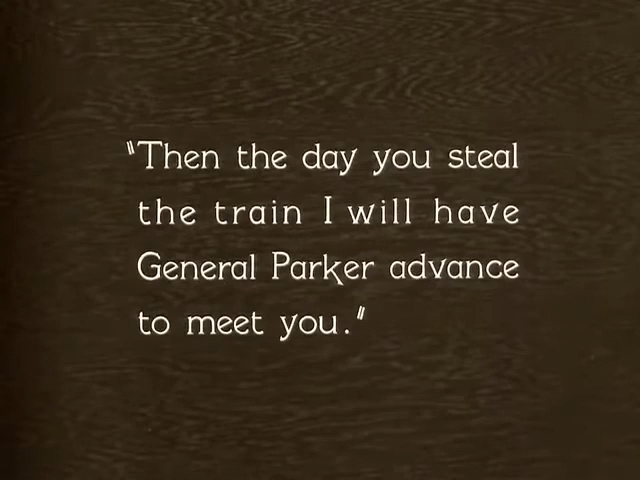 "Then the day you steal
the train I will have
General Parker advance
to meet you."